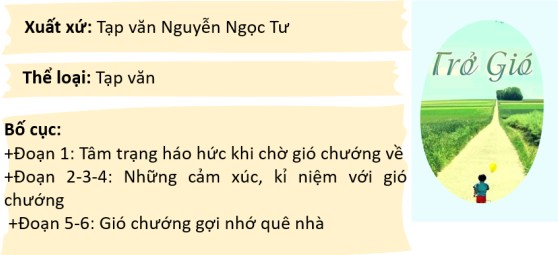 Xuất xứ: Tạp văn Nguyễn Ngọc Tư
Thể loại: Tạp văn
Bố cục:
+Đoạn 1: Tâm trạng háo hức khi chờ gió chướng về
+Đoạn 2-3-4: Những cảm xúc, kỉ niệm với gió
chướng
+Đoạn 5-6: Gió chướng gợi nhớ quê nhà
Trở Gió